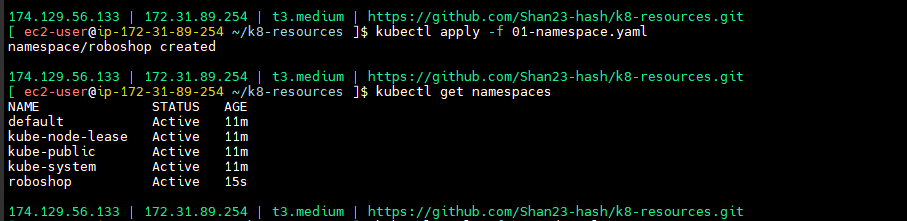 174.129.56.133 | 172.31.89.254 | t3.medium | https://github.com/Shan23-hash/k8-resources.git
[ ec2-user@ip-172-31-89-254 ~/k8-resources ]$ kubectl apply -f 01-namespace.yaml
namespace/roboshop created
174.129.56.133 | 172.31.89.254 | t3.medium | https://github.com/Shan23-hash/k8-resources.git
[ ec2-user@ip-172-31-89-254 ~/k8-resources ]$ kubectl get namespaces
NAME STATUS AGE
default Active 11m
kube-node-lease Active 11m
kube-public Active 11m
kube-system Active 11m
roboshop Active 15s
174.129.56.133 | 172.31.89.254 | t3.medium | https://github.com/Shan23-hash/k8-resources.git